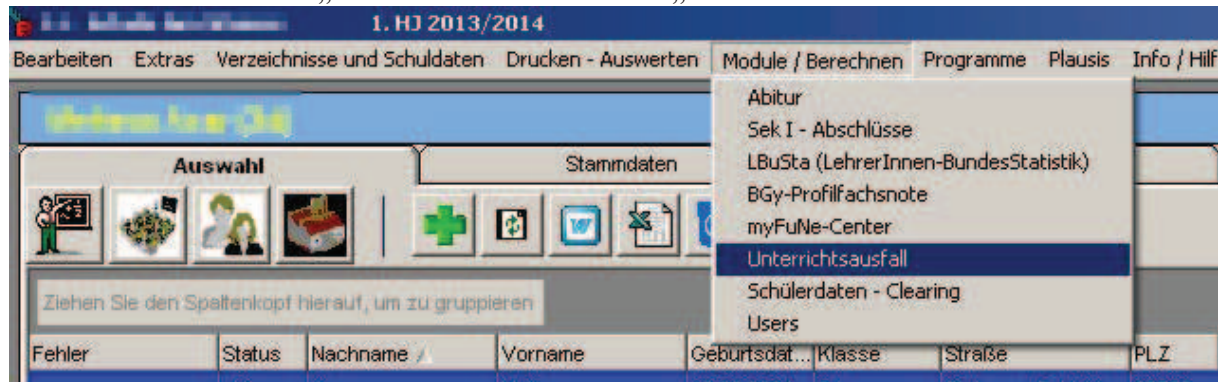 1. HJ 2013/2014
Bearbeiten Extras Verzeichnisse und Schuldaten Drucken - Auswerten Module / Berechnen Programme Plausis Info / Hilf
Abitur
Sek I - Abschlüsse
Auswahl Stammdaten LBuSta (LehrerInnen-BundesStatistik)
BGy-Profilfachsnote
myFuNe-Center
Unterrichtsausfall
Ziehen Sie den Spaltenkopf hierauf, um zu gruppieren Schülerdaten - Clearing
Users
Fehler Status Nachname Vorname Geburtsdat... Klasse Straße PLZ